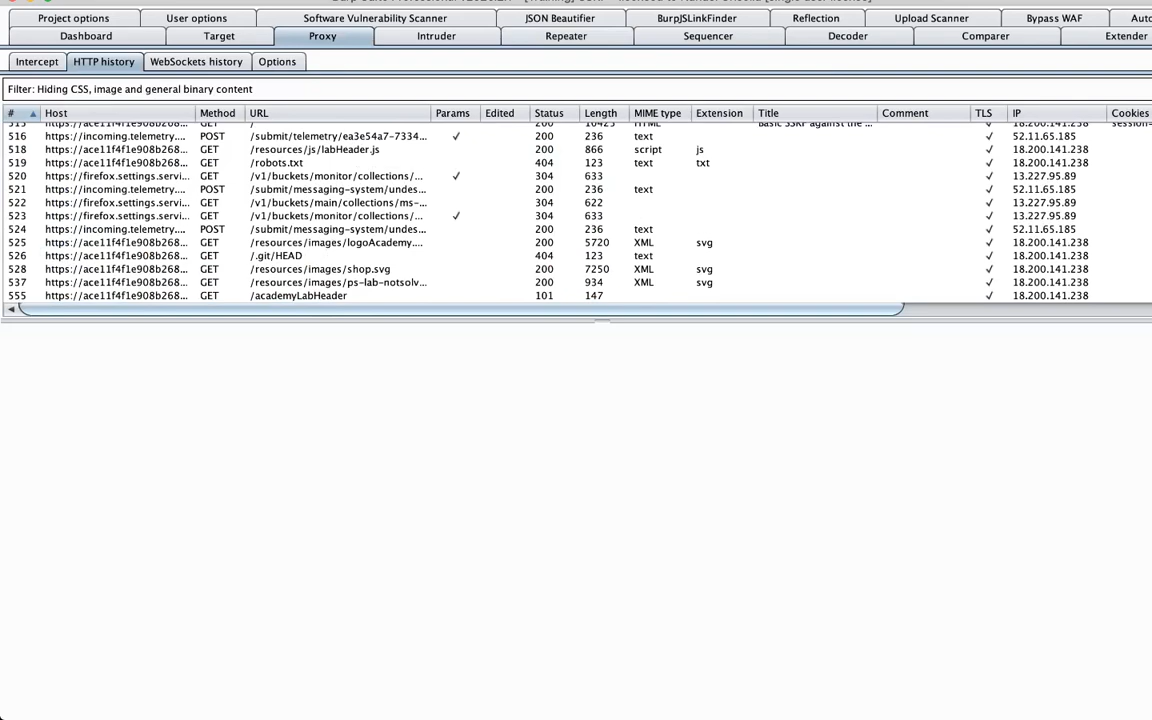 Project options User options Software Vulnerability Scanner JSON Beautifier BurpJSLinkFinder Reflection Upload Scanner Bypass WAF
Dashboard Target Proxy Intruder Repeater Sequencer Decoder Comparer Extender
Intercept HTTP history WebSockets history Options
Filter: Hiding CSS, image and general binary content
# Host Method URL Params Edited Status Length MIME type Extension Title Comment TLS IP Cookies
515 GET / 200 HTML Basic SSRF against the ... ✓ 18.200.141.238
516 https://incoming.telemetry.... POST /submit/telemetry/ea3e54a7-7334... ✓ 200 236 text ✓ 52.11.65.185
518 https://ace11f4f1e908b268... GET /resources/js/labHeader.js 200 866 script js ✓ 18.200.141.238
519 https://ace11f4f1e908b268... GET /robots.txt 404 123 text txt ✓ 18.200.141.238
520 https://firefox.settings.servi... GET /v1/buckets/monitor/collections/... ✓ 304 633 ✓ 13.227.95.89
521 https://incoming.telemetry.... POST /submit/messaging-system/undes... 200 236 text ✓ 52.11.65.185
522 https://firefox.settings.servi... GET /v1/buckets/main/collections/ms-... 304 622 ✓ 13.227.95.89
523 https://firefox.settings.servi... GET /v1/buckets/monitor/collections/... ✓ 304 633 ✓ 13.227.95.89
524 https://incoming.telemetry.... POST /submit/messaging-system/undes... 200 236 text ✓ 52.11.65.185
525 https://ace11f4f1e908b268... GET /resources/images/logoAcademy.... 200 5720 XML svg ✓ 18.200.141.238
526 https://ace11f4f1e908b268... GET /.git/HEAD 404 123 text ✓ 18.200.141.238
528 https://ace11f4f1e908b268... GET /resources/images/shop.svg 200 7250 XML svg ✓ 18.200.141.238
537 https://ace11f4f1e908b268... GET /resources/images/ps-lab-notsolv... 200 934 XML svg ✓ 18.200.141.238
555 https://ace11f4f1e908b268... GET /academyLabHeader 101 147 ✓ 18.200.141.238